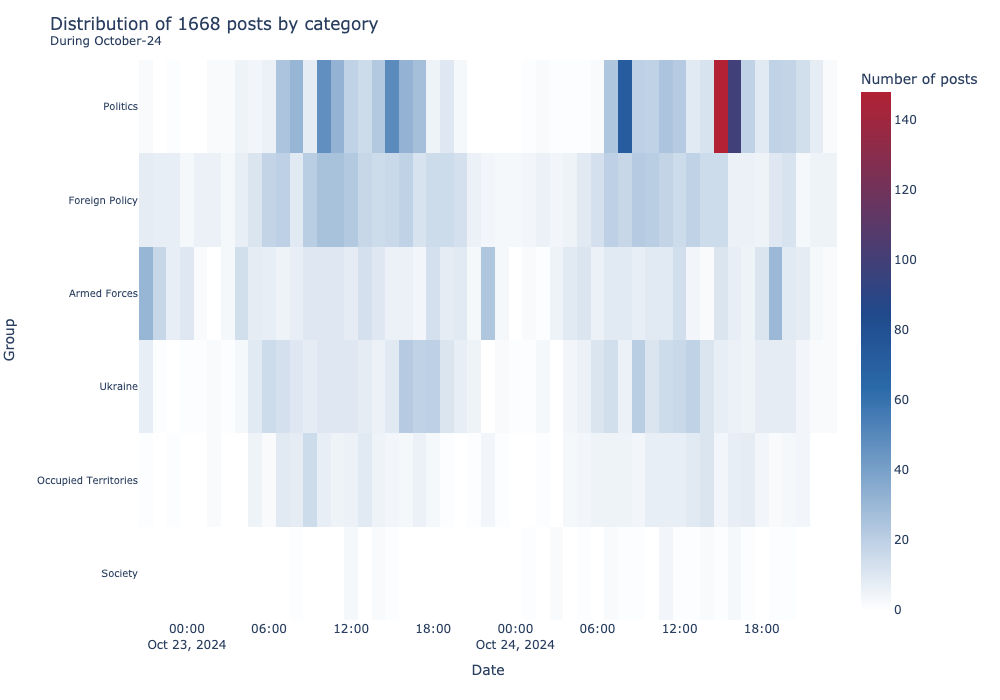 Distribution of 1668 posts by category
During October-24
Number of posts
140
120
100
80
60
40
20
0
Group
Politics
Foreign Policy
Armed Forces
Ukraine
Occupied Territories
Society
00:00 06:00 12:00 18:00 00:00 06:00 12:00 18:00
Oct 23, 2024 Oct 24, 2024
Date